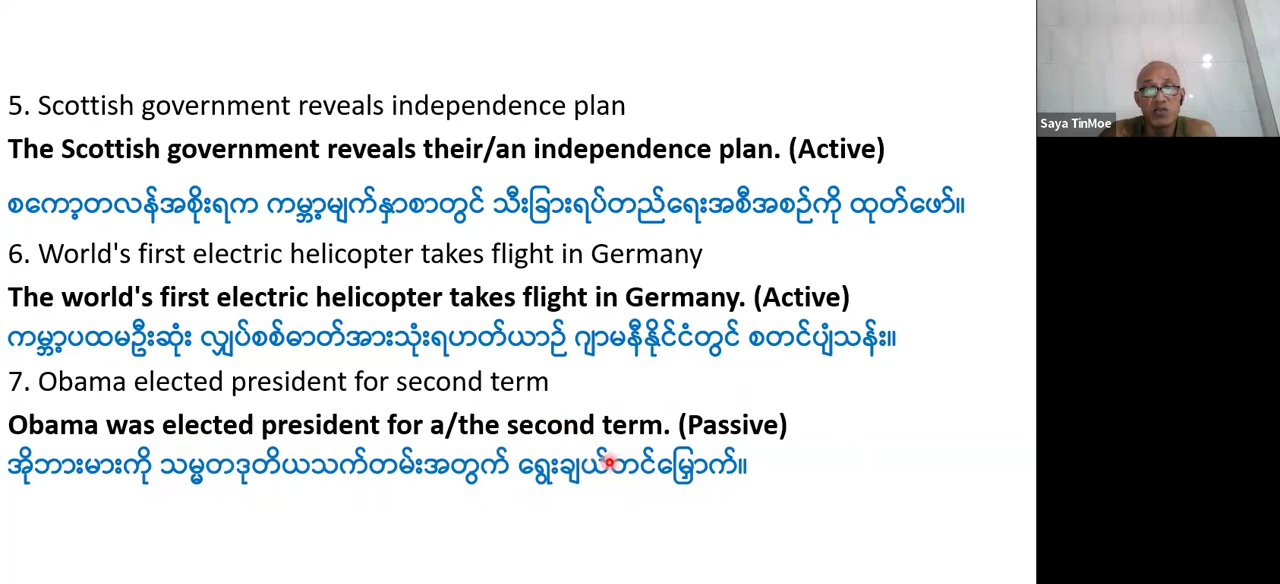 5. Scottish government reveals independence plan
The Scottish government reveals their/an independence plan. (Active)
စကော့တလန်အစိုးရက ကမ္ဘာ့မျက်နှာစာတွင် သီးခြားရပ်တည်ရေးအစီအစဉ်ကို ထုတ်ဖော်။
6. World's first electric helicopter takes flight in Germany
The world's first electric helicopter takes flight in Germany. (Active)
ကမ္ဘာ့ပထမဦးဆုံး လျှပ်စစ်ဓာတ်အားသုံးရဟတ်ယာဉ် ဂျာမနီနိုင်ငံတွင် စတင်ပျံသန်း။
7. Obama elected president for second term
Obama was elected president for a/the second term. (Passive)
အိုဘားမားကို သမ္မတဒုတိယသက်တမ်းအတွက် ရွေးချယ်တင်မြှောက်။
Saya TinMoe